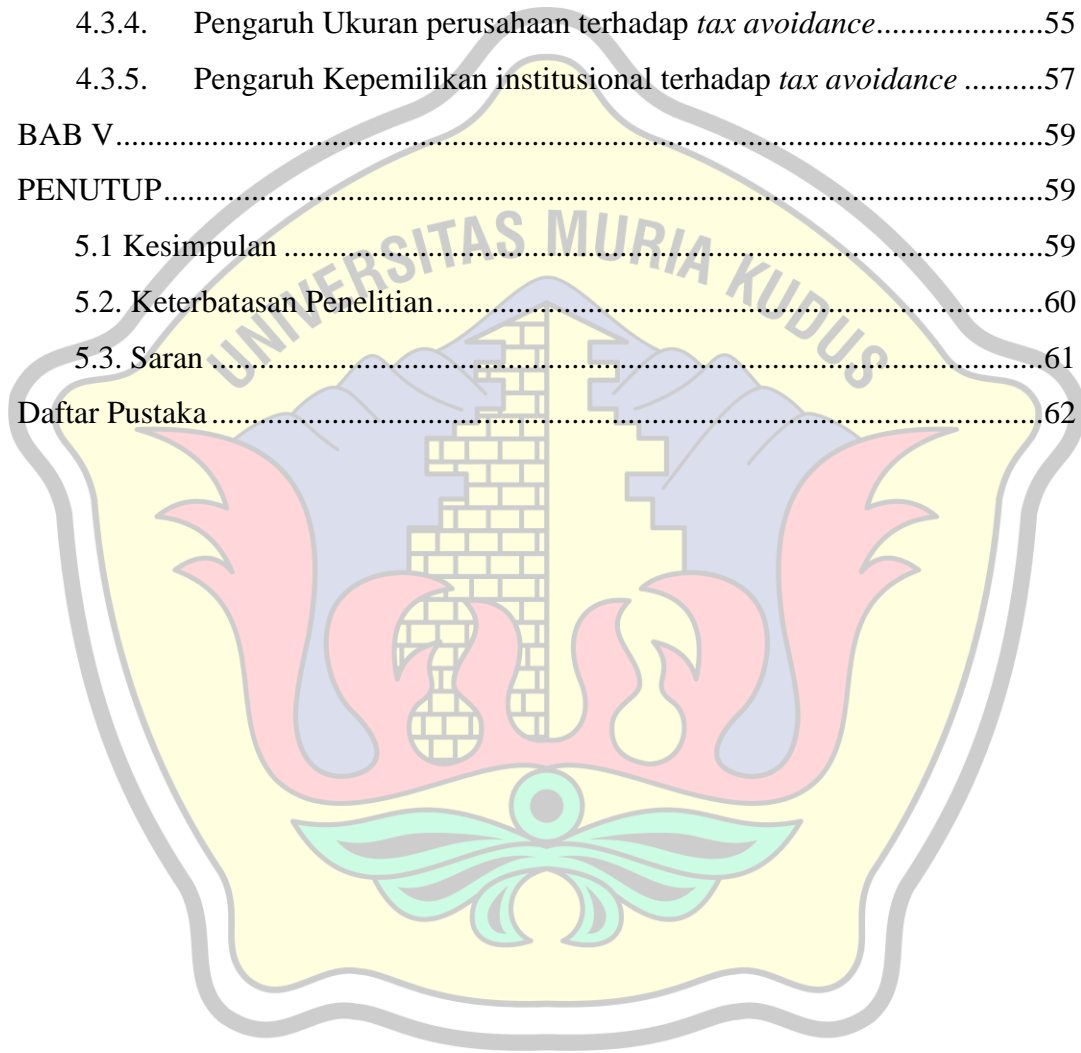 4.3.4. Pengaruh Ukuran perusahaan terhadap tax avoidance.....................55
4.3.5. Pengaruh Kepemilikan institusional terhadap tax avoidance ..........57
BAB V.............................................................................................................59
PENUTUP.......................................................................................................59
5.1 Kesimpulan ..............................................................................................59
5.2. Keterbatasan Penelitian...........................................................................60
5.3. Saran .......................................................................................................61
Daftar Pustaka ................................................................................................62
UNIVERSITAS MURIA KUDUS